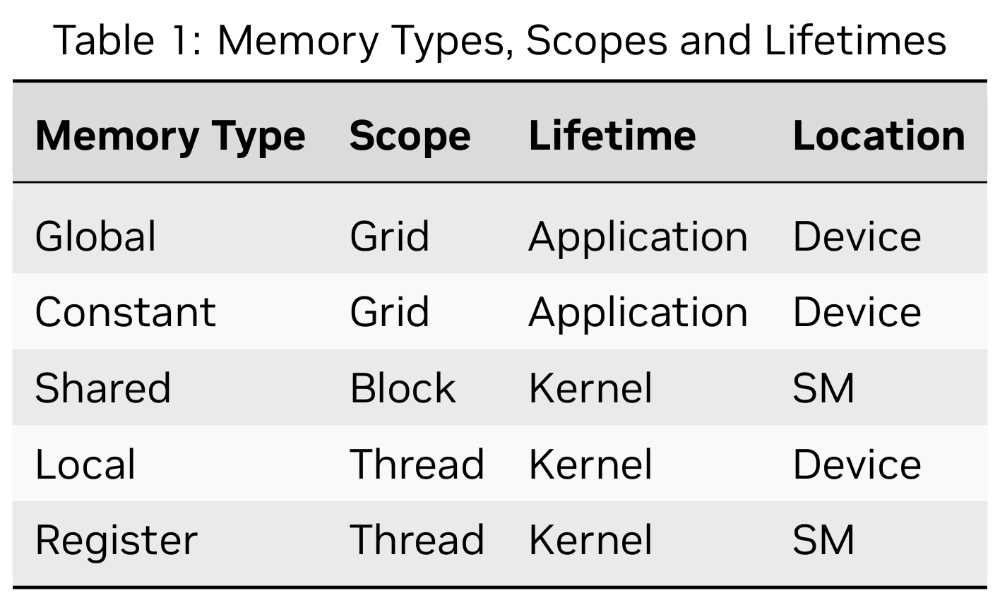 Table 1: Memory Types, Scopes and Lifetimes
Memory Type Scope Lifetime Location
Global Grid Application Device
Constant Grid Application Device
Shared Block Kernel SM
Local Thread Kernel Device
Register Thread Kernel SM